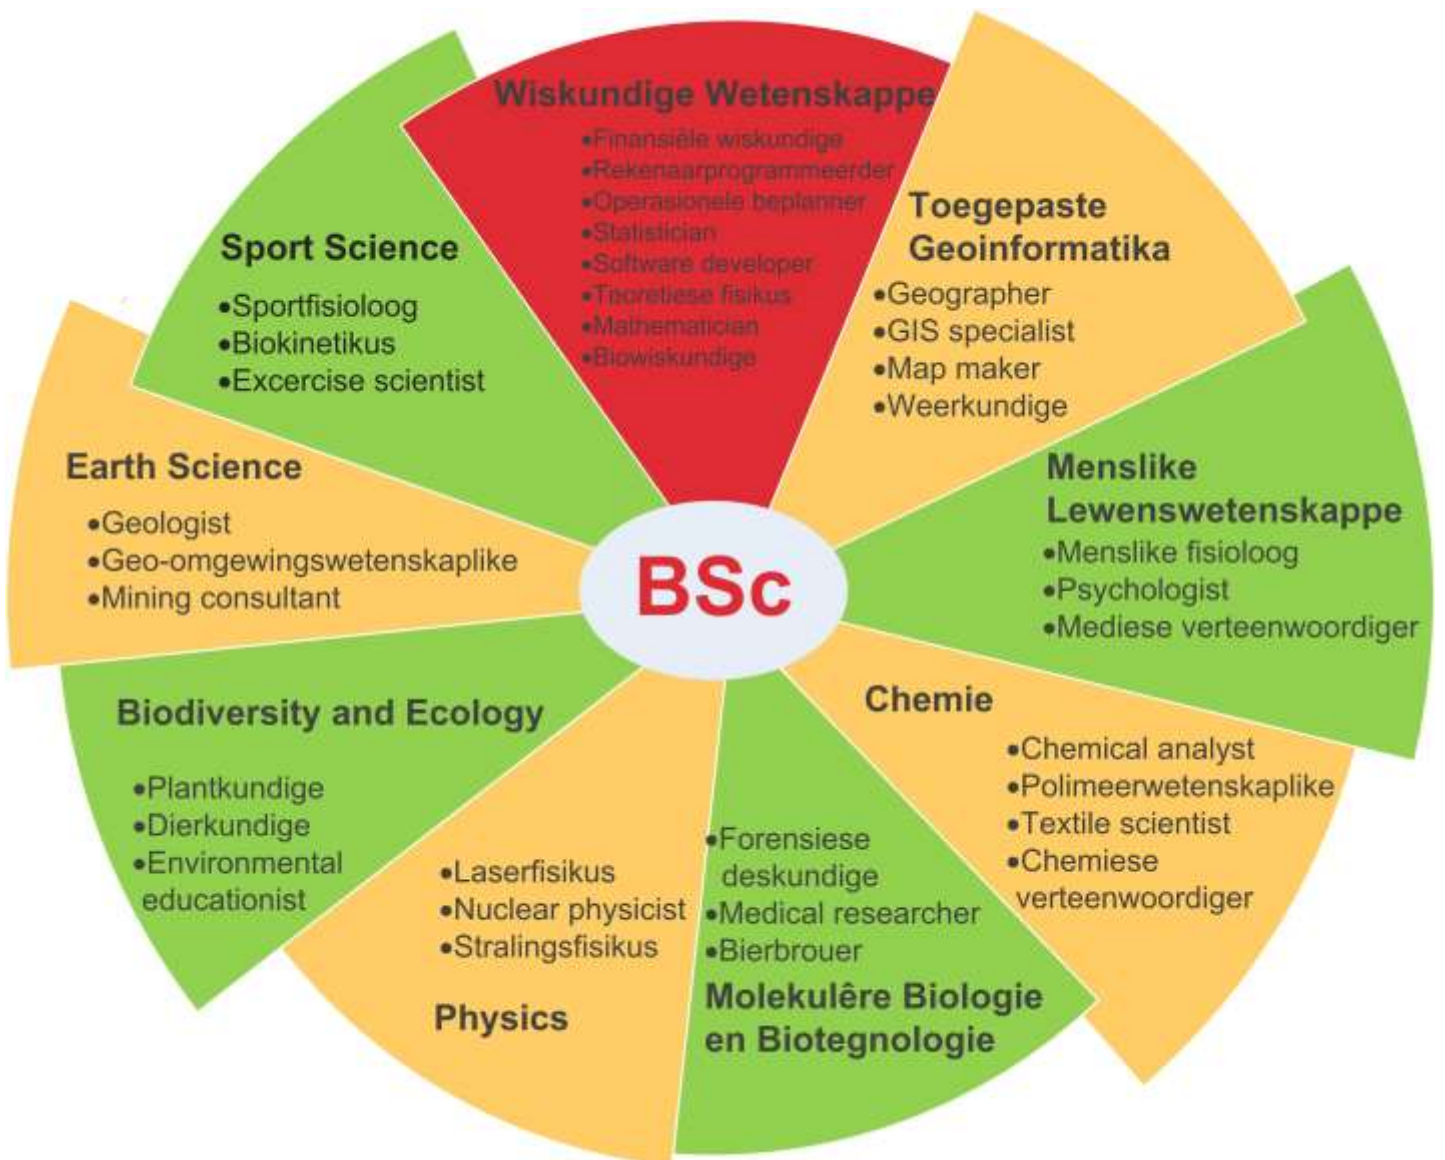 Wiskundige Wetenskappe
•Finansiële wiskundige
•Rekenaarprogrammeerder
•Operasionele beplanner
•Statistician
•Software developer
•Teoretiese fisikus
•Mathematician
•Biowiskundige
Toegepaste
Geoinformatika
•Geographer
•GIS specialist
•Map maker
•Weerkundige
Menslike
Lewenswetenskappe
•Menslike fisioloog
•Psychologist
•Mediese verteenwoordiger
Chemie
•Chemical analyst
•Polimeerwetenskaplike
•Textile scientist
•Chemiese
verteenwoordiger
•Forensiese
deskundige
•Medical researcher
•Bierbrouer
Molekulêre Biologie
en Biotegnologie
•Laserfisikus
•Nuclear physicist
•Stralingsfisikus
Physics
Biodiversity and Ecology
•Plantkundige
•Dierkundige
•Environmental
educationist
Earth Science
•Geologist
•Geo-omgewingswetenskaplike
•Mining consultant
Sport Science
•Sportfisioloog
•Biokinetikus
•Excercise scientist
BSc